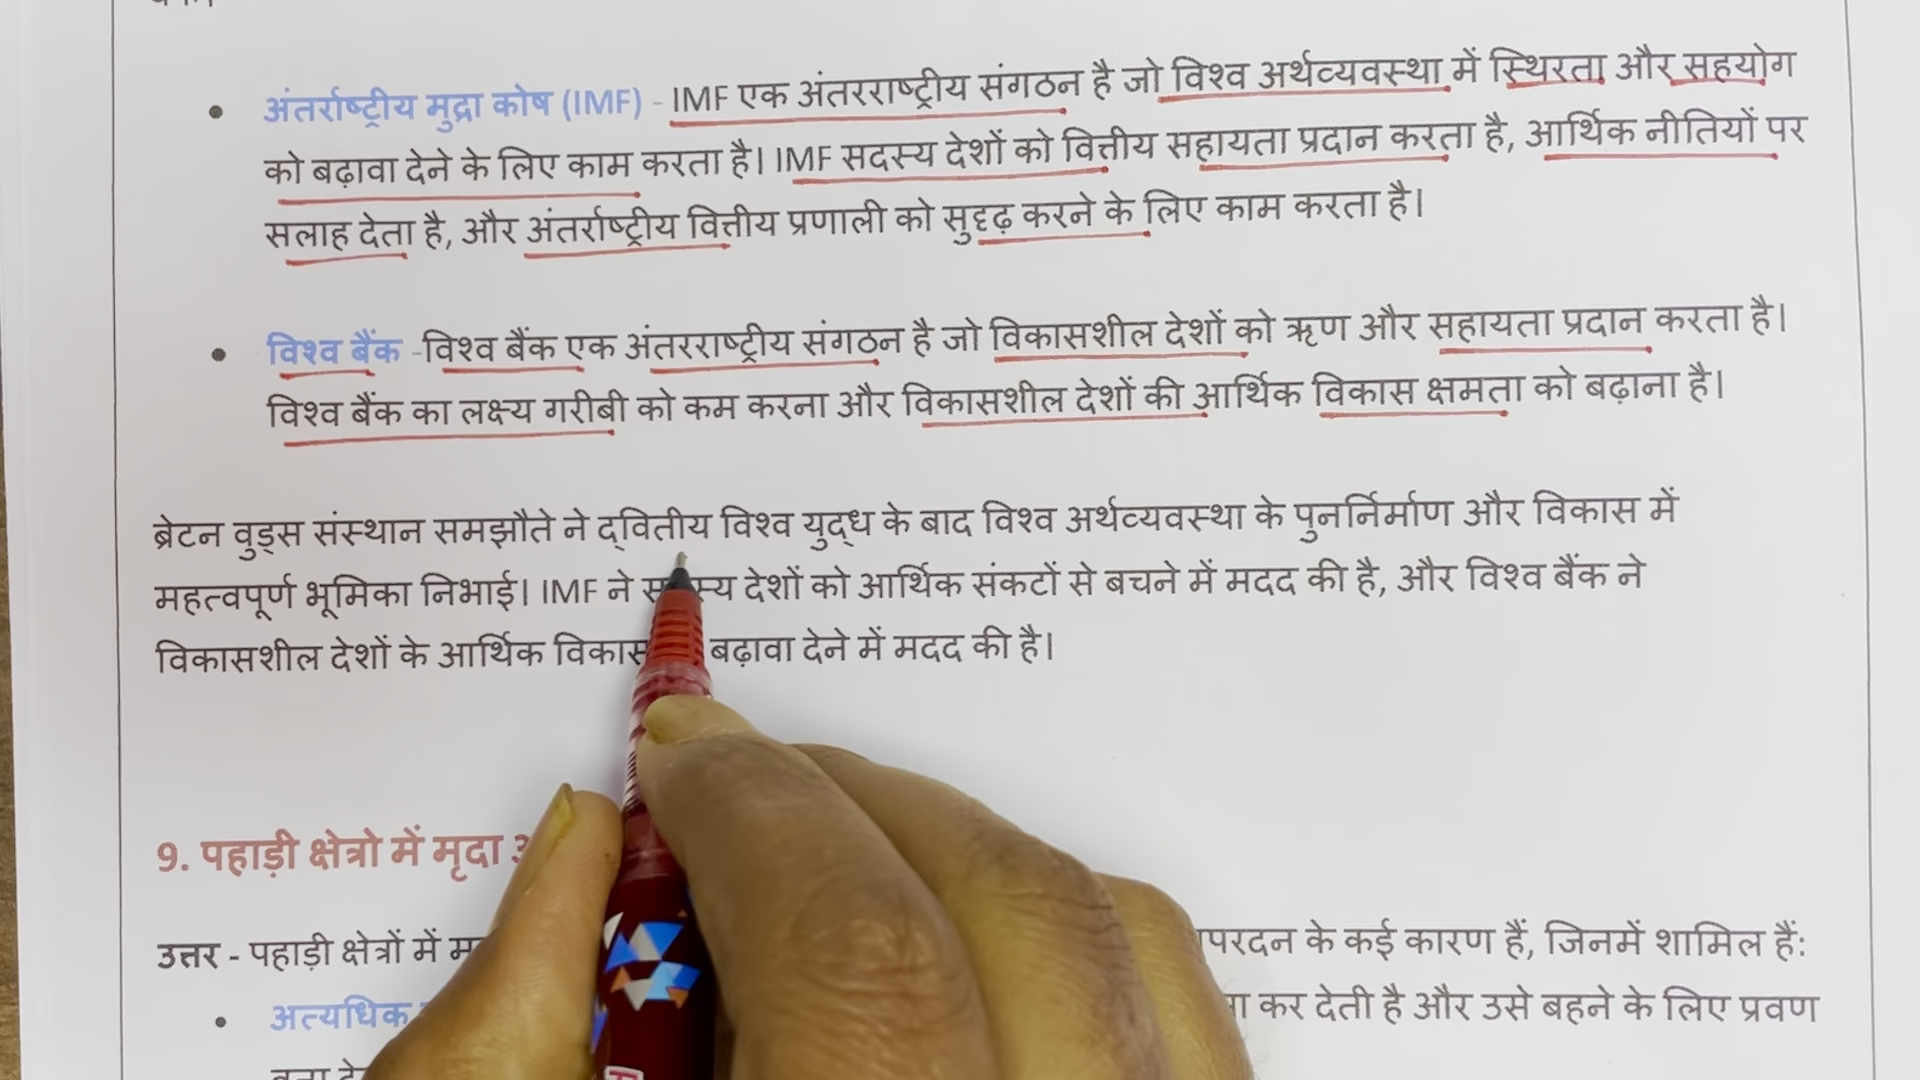 • अंतर्राष्ट्रीय मुद्रा कोष (IMF) - IMF एक अंतरराष्ट्रीय संगठन है जो विश्व अर्थव्यवस्था में स्थिरता और सहयोग
को बढ़ावा देने के लिए काम करता है। IMF सदस्य देशों को वित्तीय सहायता प्रदान करता है, आर्थिक नीतियों पर
सलाह देता है, और अंतर्राष्ट्रीय वित्तीय प्रणाली को सुदृढ़ करने के लिए काम करता है।
• विश्व बैंक -विश्व बैंक एक अंतरराष्ट्रीय संगठन है जो विकासशील देशों को ऋण और सहायता प्रदान करता है।
विश्व बैंक का लक्ष्य गरीबी को कम करना और विकासशील देशों की आर्थिक विकास क्षमता को बढ़ाना है।
ब्रेटन वुड्स संस्थान समझौते ने द्वितीय विश्व युद्ध के बाद विश्व अर्थव्यवस्था के पुनर्निर्माण और विकास में
महत्वपूर्ण भूमिका निभाई। IMF ने देशों को आर्थिक संकटों से बचने में मदद की है, और विश्व बैंक ने
विकासशील देशों के आर्थिक विकास बढ़ावा देने में मदद की है।
9. पहाड़ी क्षेत्रो में मृदा
उत्तर - पहाड़ी क्षेत्रों में के कई कारण हैं, जिनमें शामिल हैं:
• अत्यधिक कर देती है और उसे बहने के लिए प्रवण